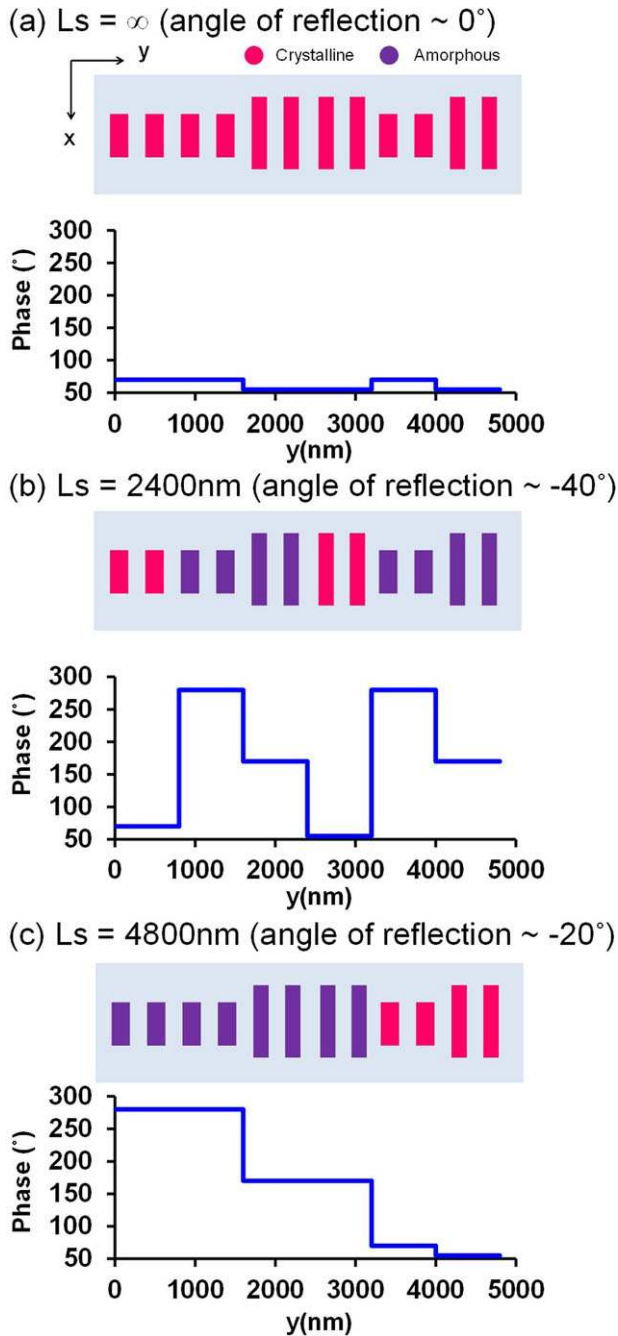 (a) Ls = ∞ (angle of reflection ~ 0˚)
y
Crystalline
Amorphous
x
300
250
200
150
100
50
Phase (˚)
0 1000 2000 3000 4000 5000
y(nm)
(b) Ls = 2400nm (angle of reflection ~ -40˚)
300
250
200
150
100
50
Phase (˚)
0 1000 2000 3000 4000 5000
y(nm)
(c) Ls = 4800nm (angle of reflection ~ -20˚)
300
250
200
150
100
50
Phase (˚)
0 1000 2000 3000 4000 5000
y(nm)